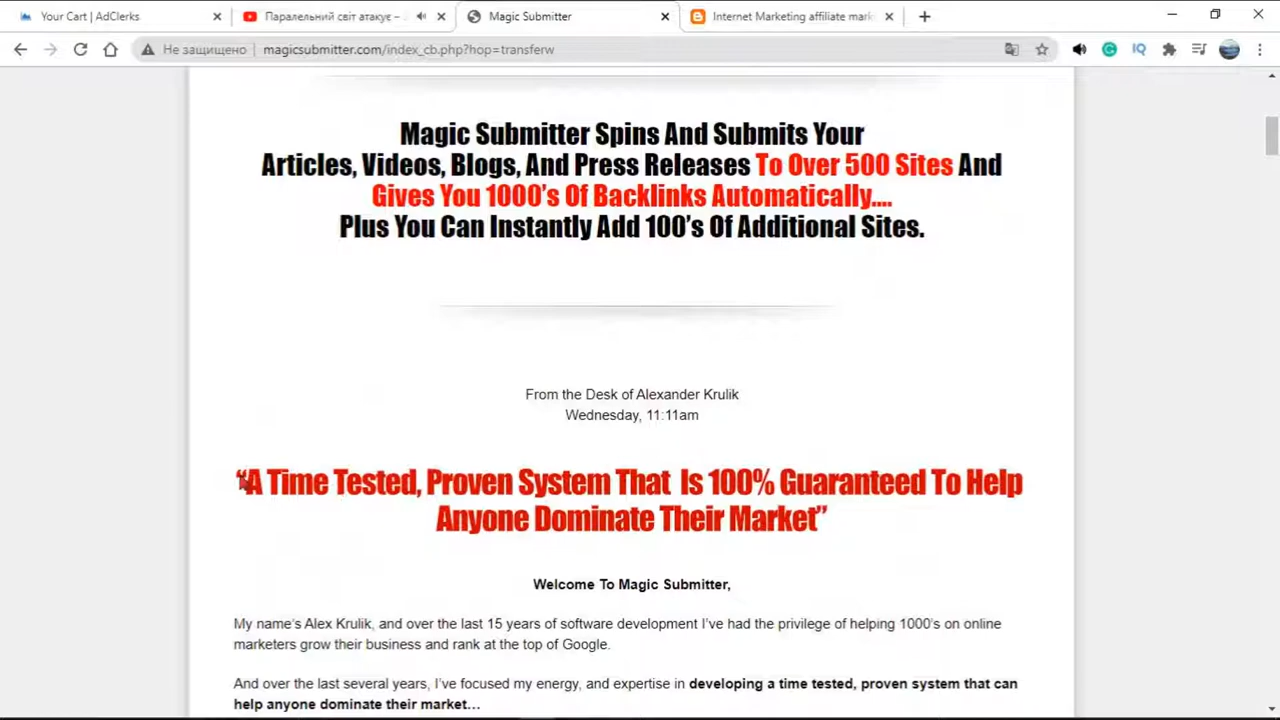 Your Cart | AdClerks
Паралельний світ атакує –
Magic Submitter
Internet Marketing affiliate mark
Не защищено
magicsubmitter.com/index_cb.php?hop=transferw
Magic Submitter Spins And Submits Your
Articles, Videos, Blogs, And Press Releases To Over 500 Sites And
Gives You 1000's Of Backlinks Automatically....
Plus You Can Instantly Add 100's Of Additional Sites.
From the Desk of Alexander Krulik
Wednesday, 11:11am
“A Time Tested, Proven System That Is 100% Guaranteed To Help
Anyone Dominate Their Market”
Welcome To Magic Submitter,
My name's Alex Krulik, and over the last 15 years of software development I've had the privilege of helping 1000's on online
marketers grow their business and rank at the top of Google.
And over the last several years, I've focused my energy, and expertise in developing a time tested, proven system that can
help anyone dominate their market…